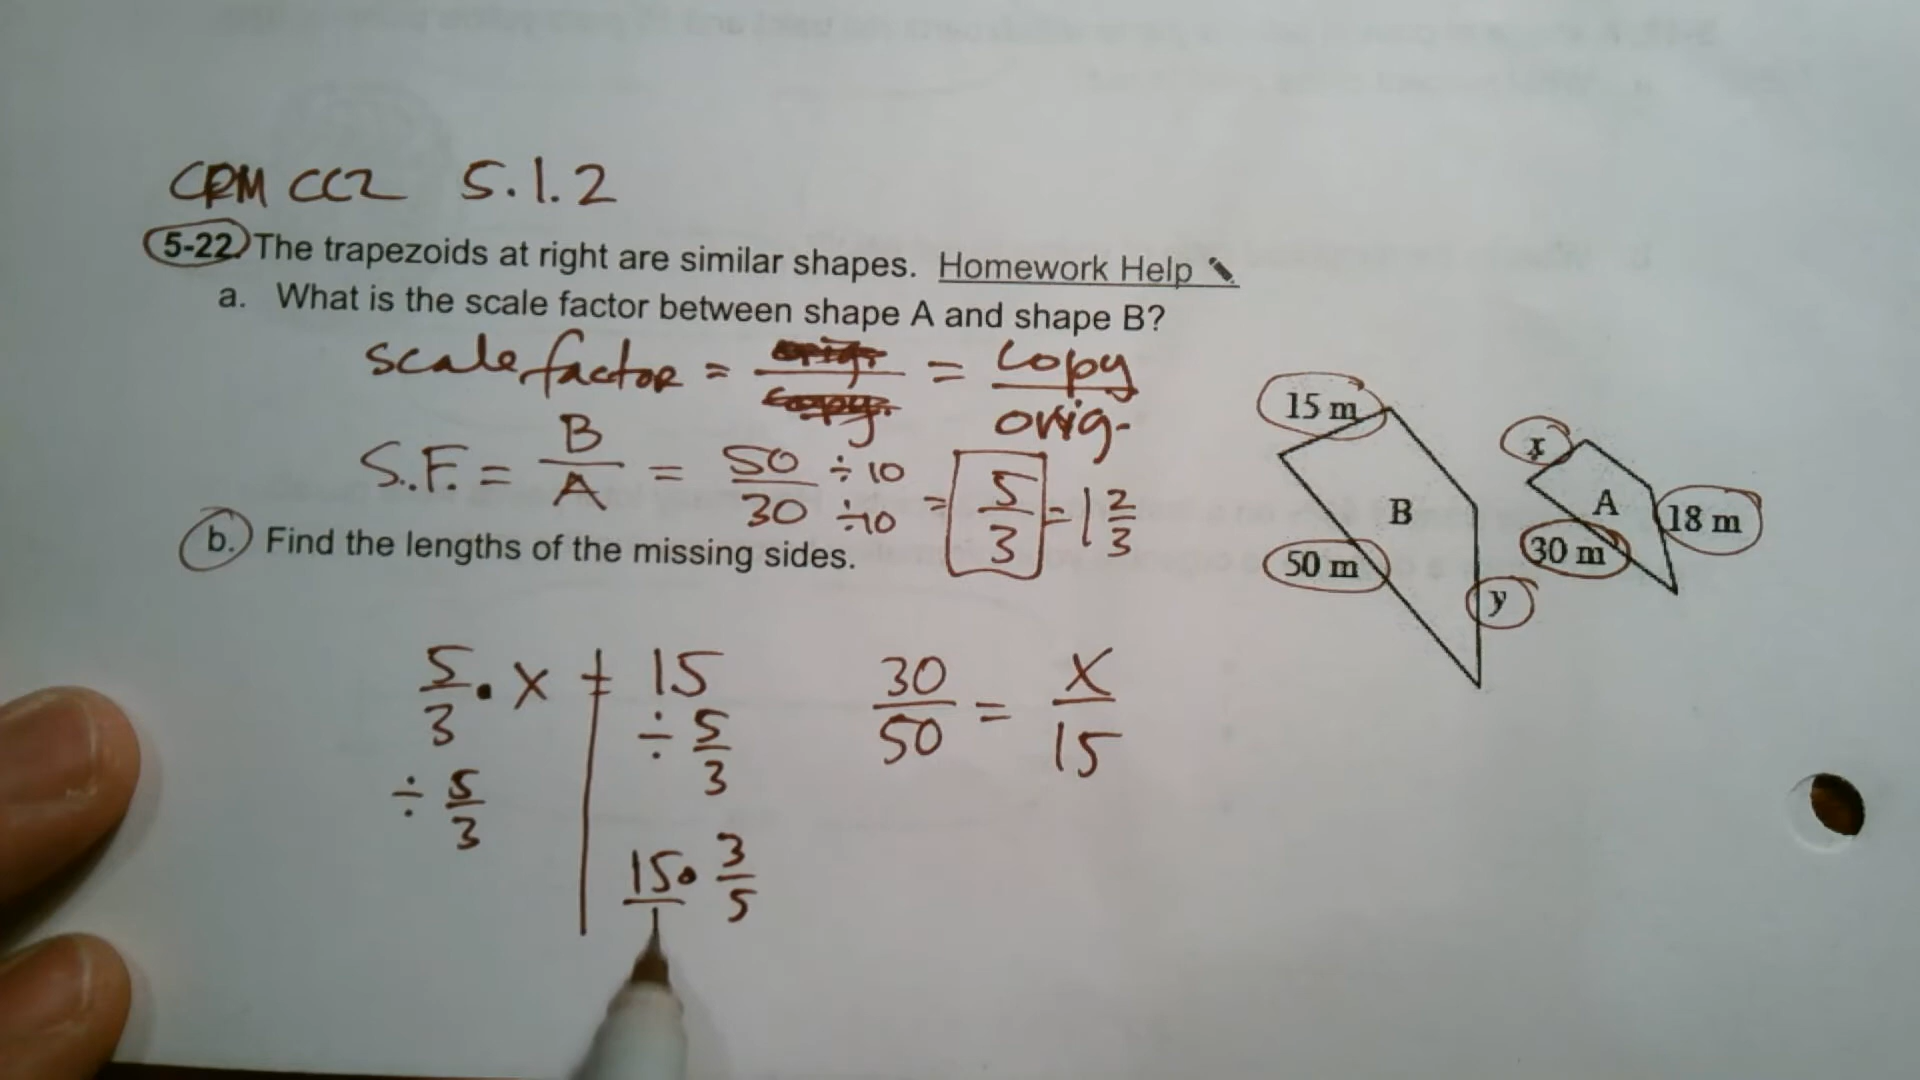 CPM CC2 5.1.2
5-22. The trapezoids at right are similar shapes. Homework Help ✎
a. What is the scale factor between shape A and shape B?
scale factor = orig. / copy = copy / orig.
S.F. = B/A = 50/30 ÷10/÷10 = 5/3 = 1 2/3
b. Find the lengths of the missing sides.
15 m
B
50 m
y
x
A
18 m
30 m
5/3 · x = 15
÷ 5/3
÷ 5/3
15/1 · 3/5
30/50 = x/15